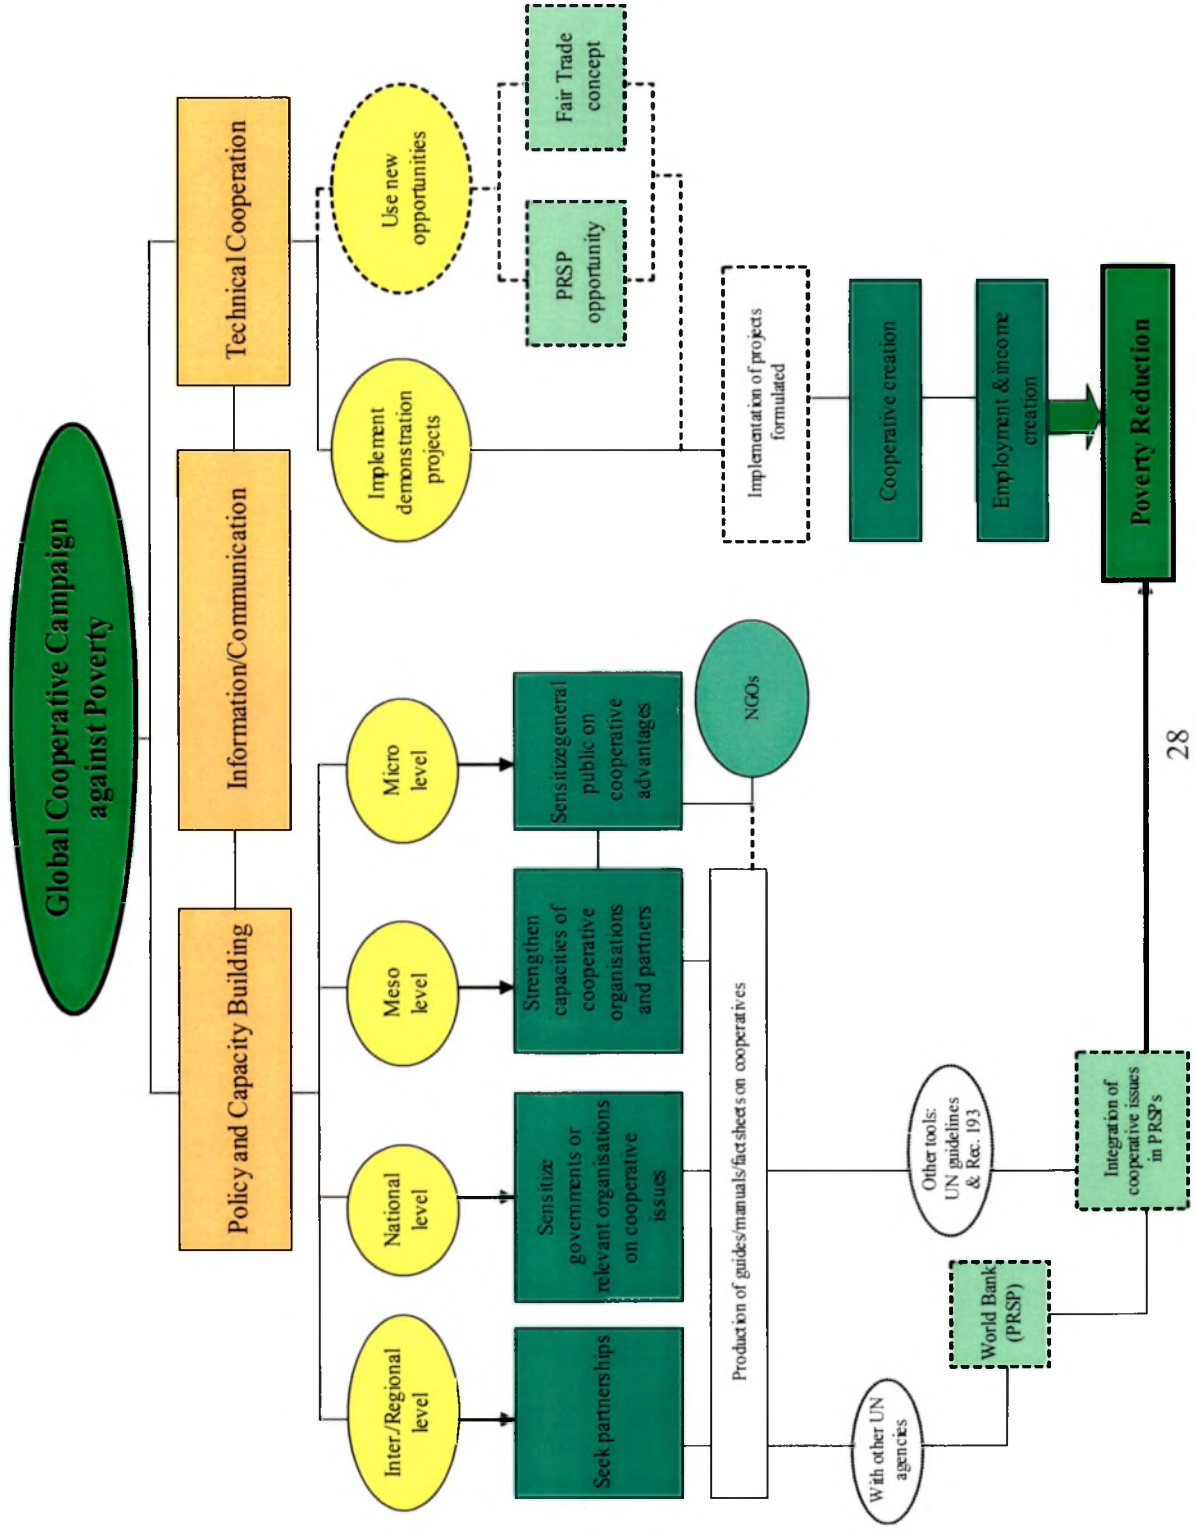 Global Cooperative Campaign
against Poverty
Policy and Capacity Building
Information/Communication
Technical Cooperation
Inter./Regional
level
National
level
Meso
level
Micro
level
Implement
demonstration
projects
Use new
opportunities
Seek partnerships
Sensitize
governments or
relevant organisations
on cooperative
issues
Strengthen
capacities of
cooperative
organisations
and partners
Sensitizegeneral
public on
cooperative
advantages
PRSP
opportunity
Fair Trade
concept
Production of guides/manuals/factsheets on cooperatives
NGOs
Implementation of projects
formulated
With other UN
agencies
Other tools:
UN guidelines
& Rec. 193
Cooperative creation
World Bank
(PRSP)
Employment & income
creation
Integration of
cooperative issues
in PRSPs
Poverty Reduction
28